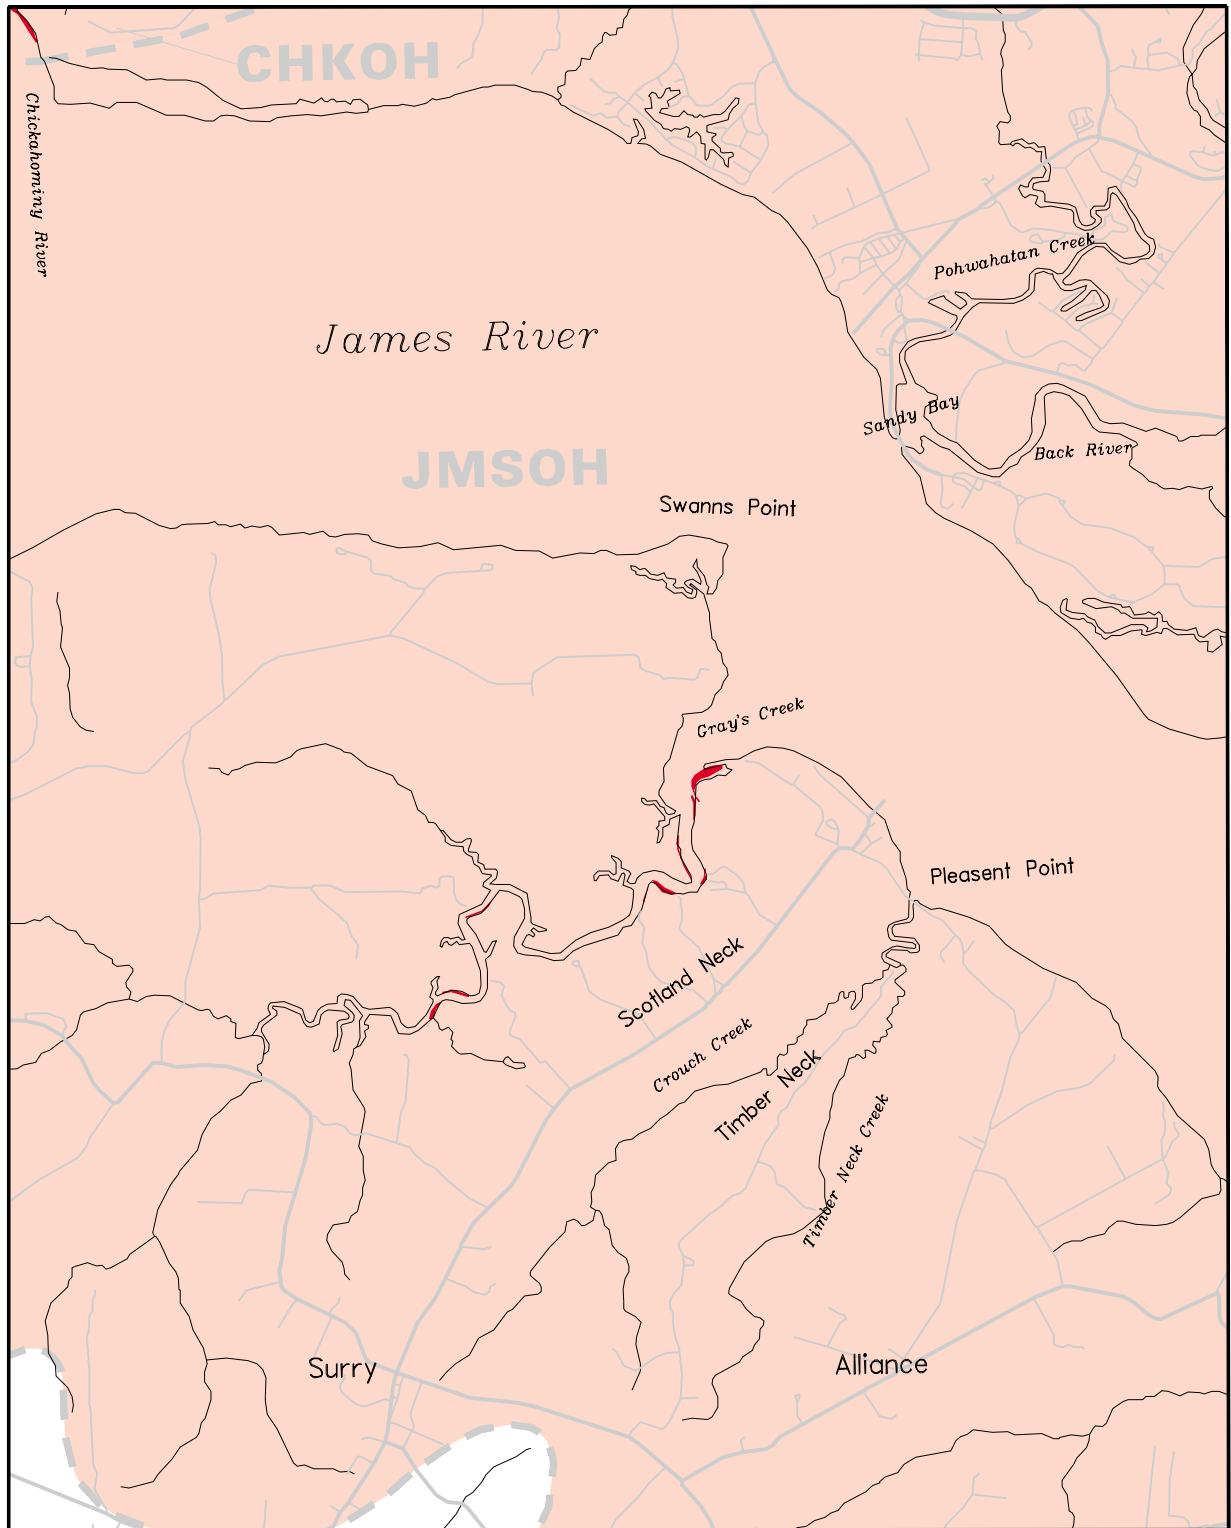 CHKOH
Chickahominy River
Pohwahatan Creek
James River
Sandy Bay
Back River
JMSOH
Swanns Point
Gray's Creek
Pleasent Point
Scotland Neck
Crouch Creek
Timber Neck
Timber Neck Creek
Surry
Alliance